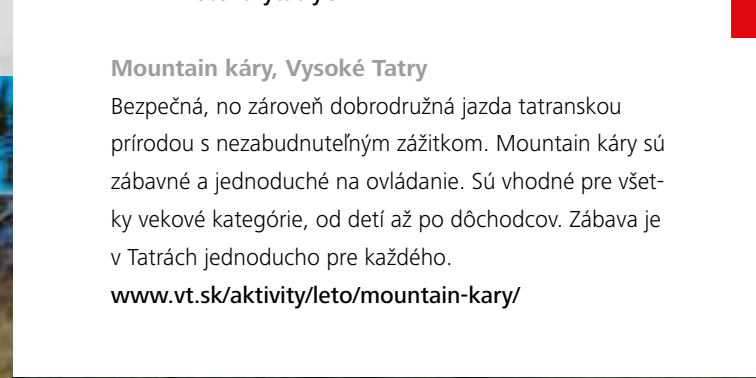 Mountain káry, Vysoké Tatry
Bezpečná, no zároveň dobrodružná jazda tatranskou
prírodou s nezabudnuteľným zážitkom. Mountain káry sú
zábavné a jednoduché na ovládanie. Sú vhodné pre všet-
ky vekové kategórie, od detí až po dôchodcov. Zábava je
v Tatrách jednoducho pre každého.
www.vt.sk/aktivity/leto/mountain-kary/